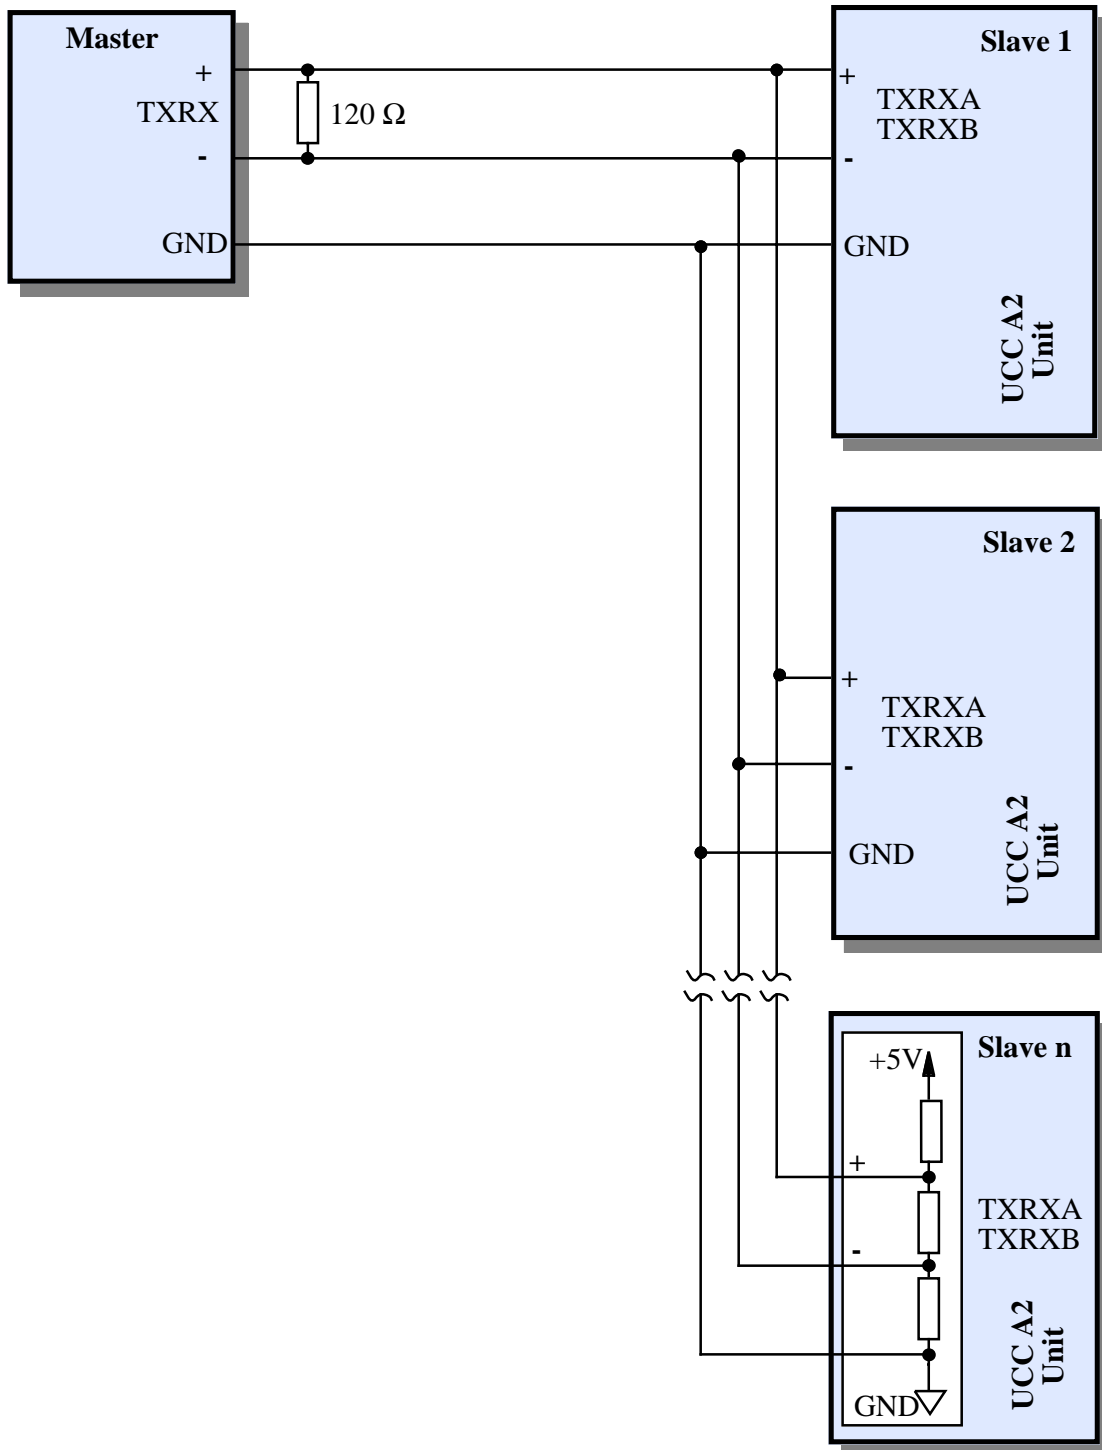 Master
+
TXRX
-
GND
120 Ω
Slave 1
+
TXRXA
TXRXB
-
GND
UCC A2
Unit
Slave 2
+
TXRXA
TXRXB
-
GND
UCC A2
Unit
Slave n
+5V
+
TXRXA
TXRXB
-
GND
UCC A2
Unit